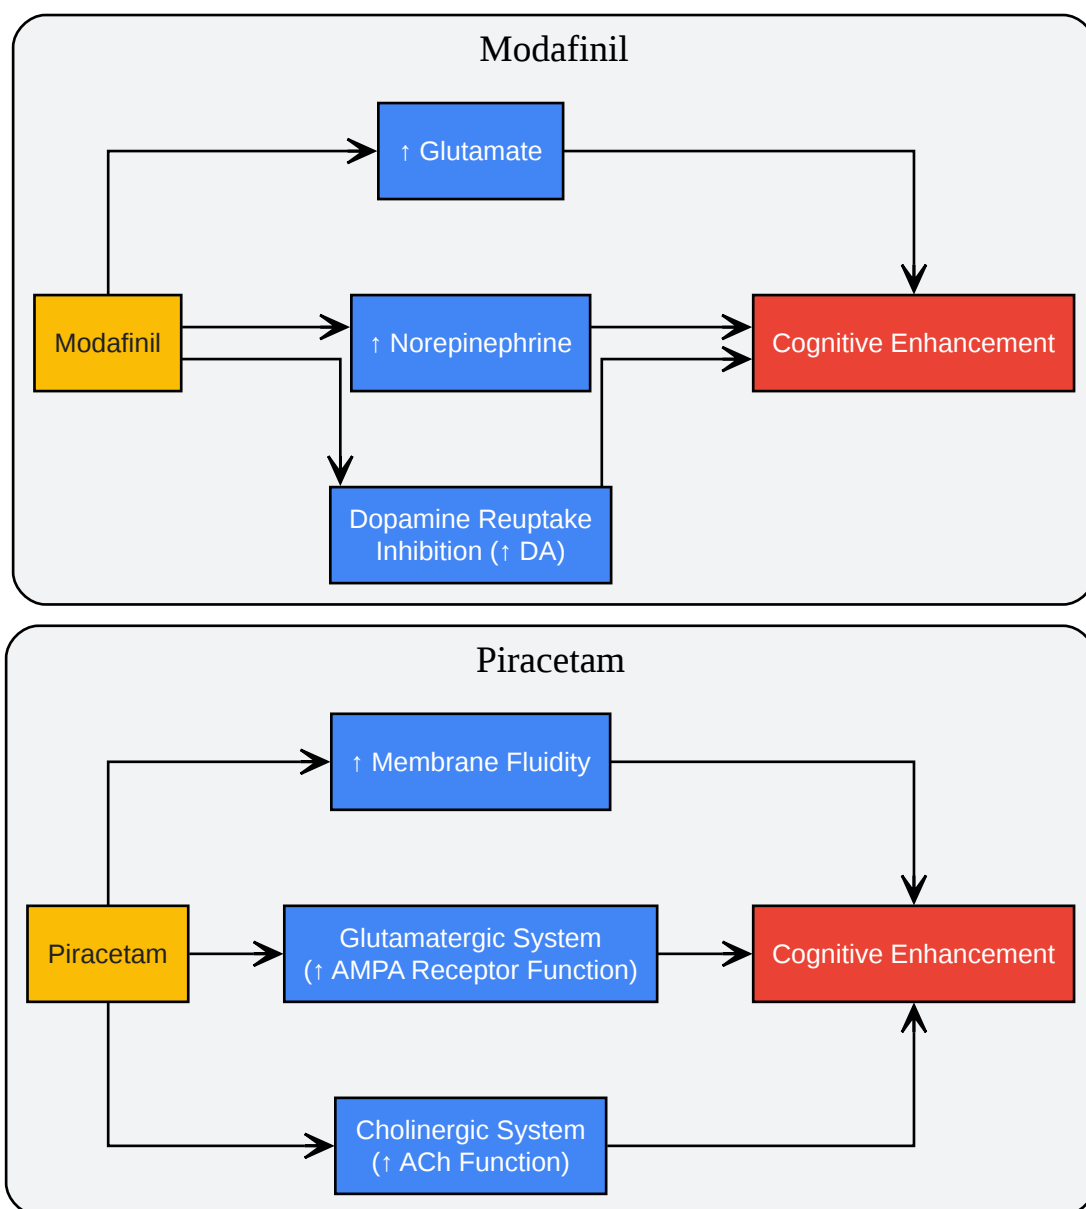 Modafinil
↑ Glutamate
Modafinil
↑ Norepinephrine
Cognitive Enhancement
Dopamine Reuptake
Inhibition (↑ DA)
Piracetam
↑ Membrane Fluidity
Piracetam
Glutamatergic System
(↑ AMPA Receptor Function)
Cognitive Enhancement
Cholinergic System
(↑ ACh Function)